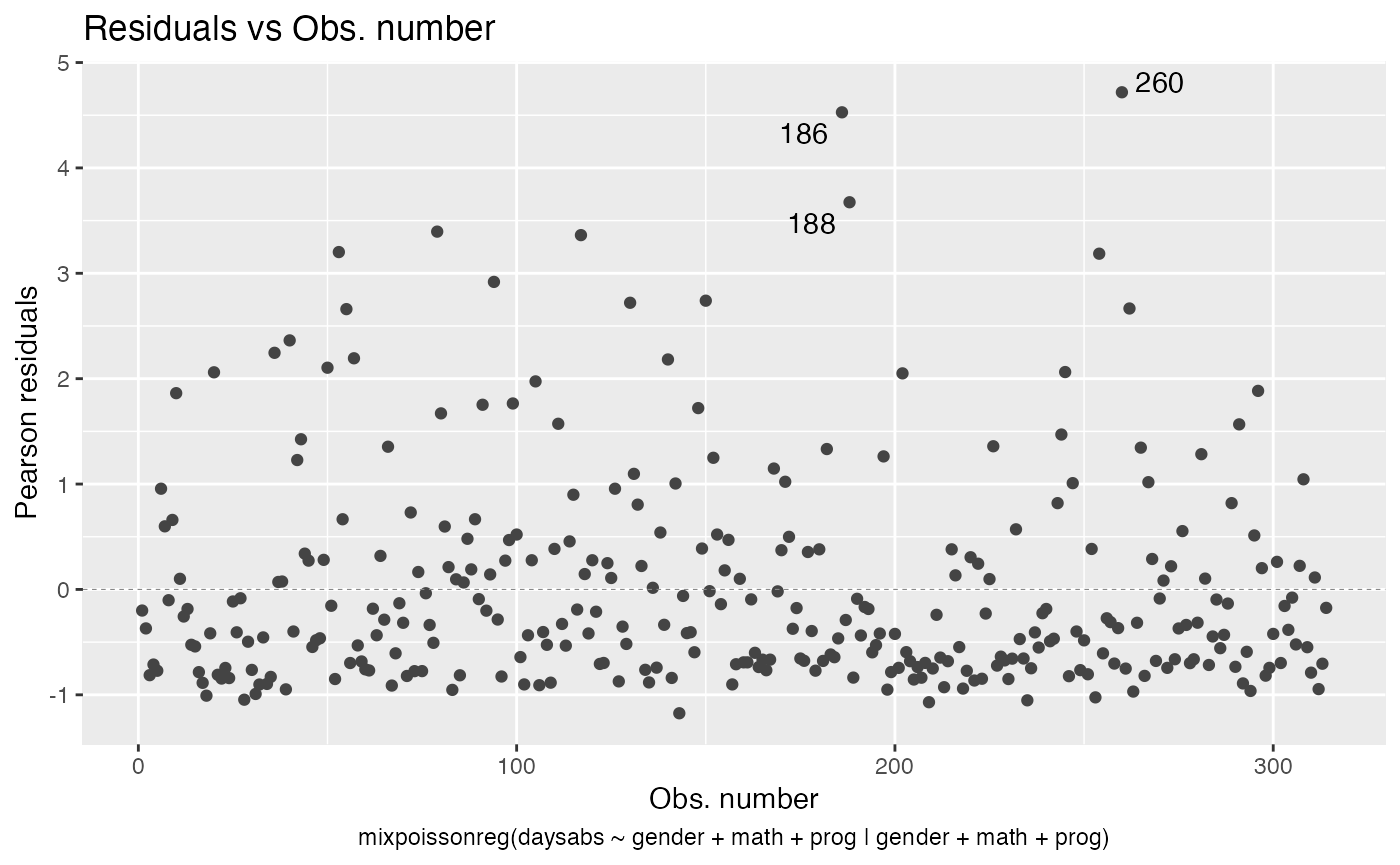 Residuals vs Obs. number
Pearson residuals
5
4
3
2
1
0
-1
260
186
188
0 100 200 300
Obs. number
mixpoissonreg(daysabs ~ gender + math + prog | gender + math + prog)